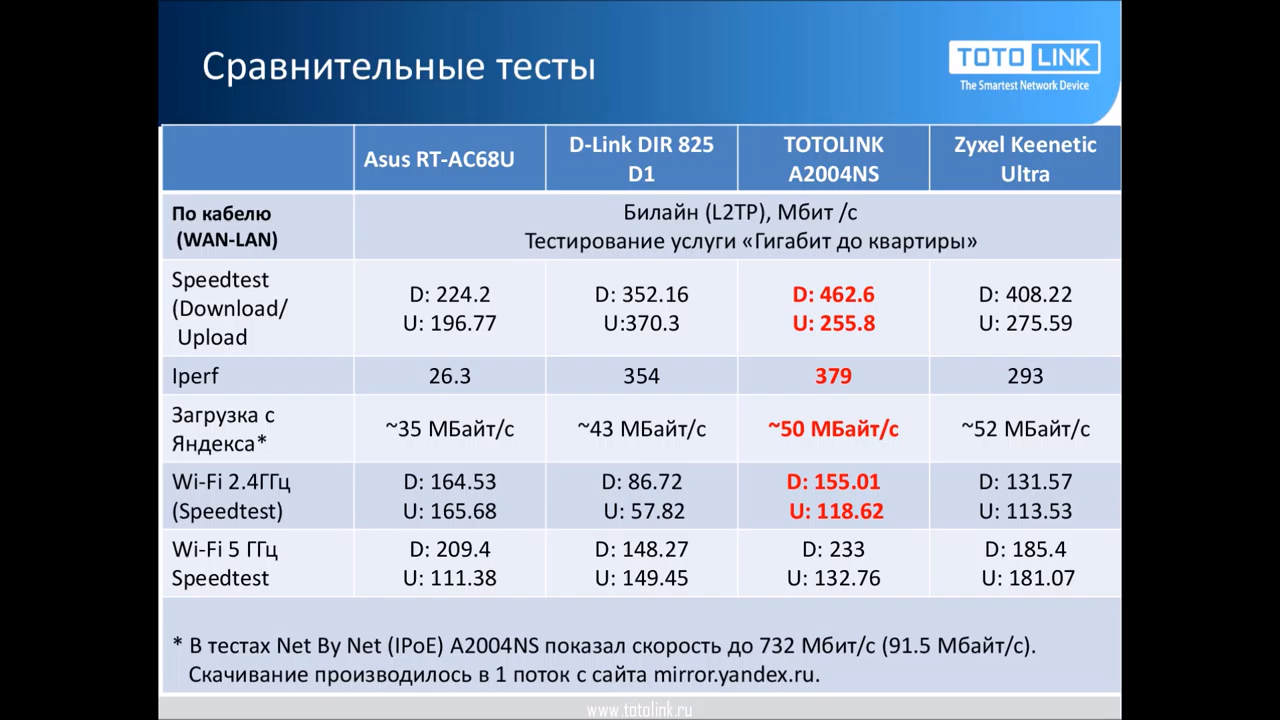 Сравнительные тесты
TOTO LINK
The Smartest Network Device
Asus RT-AC68U
D-Link DIR 825
D1
TOTOLINK
A2004NS
Zyxel Keenetic
Ultra
По кабелю
(WAN-LAN)
Билайн (L2TP), Мбит /с
Тестирование услуги «Гигабит до квартиры»
Speedtest
(Download/
Upload
D: 224.2
U: 196.77
D: 352.16
U:370.3
D: 462.6
U: 255.8
D: 408.22
U: 275.59
Iperf
26.3
354
379
293
Загрузка с
Яндекса*
~35 МБайт/с
~43 МБайт/с
~50 МБайт/с
~52 МБайт/с
Wi-Fi 2.4ГГц
(Speedtest)
D: 164.53
U: 165.68
D: 86.72
U: 57.82
D: 155.01
U: 118.62
D: 131.57
U: 113.53
Wi-Fi 5 ГГц
Speedtest
D: 209.4
U: 111.38
D: 148.27
U: 149.45
D: 233
U: 132.76
D: 185.4
U: 181.07
* В тестах Net By Net (IPoE) A2004NS показал скорость до 732 Мбит/с (91.5 Мбайт/с).
Скачивание производилось в 1 поток с сайта mirror.yandex.ru.
www.totolink.ru